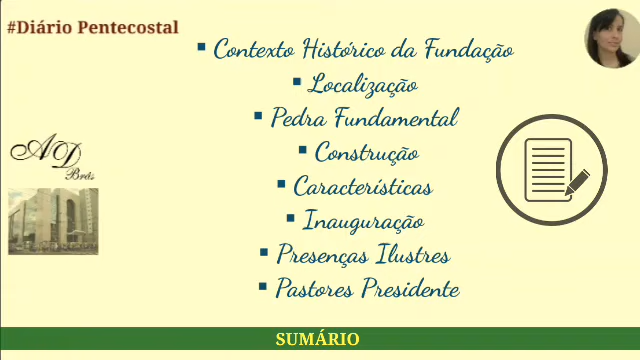 #Diário Pentecostal
▪ Contexto Histórico da Fundação
▪ Localização
▪ Pedra Fundamental
▪ Construção
▪ Características
▪ Inauguração
▪ Presenças Ilustres
▪ Pastores Presidente
AD
Brás
SUMÁRIO